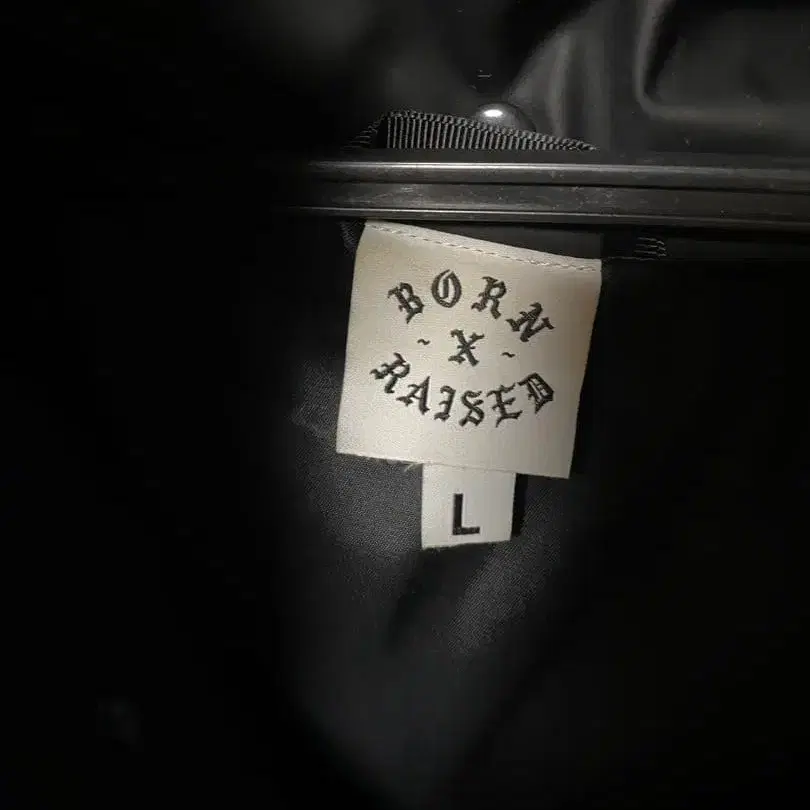 BORN
~ X ~
RAISED
L